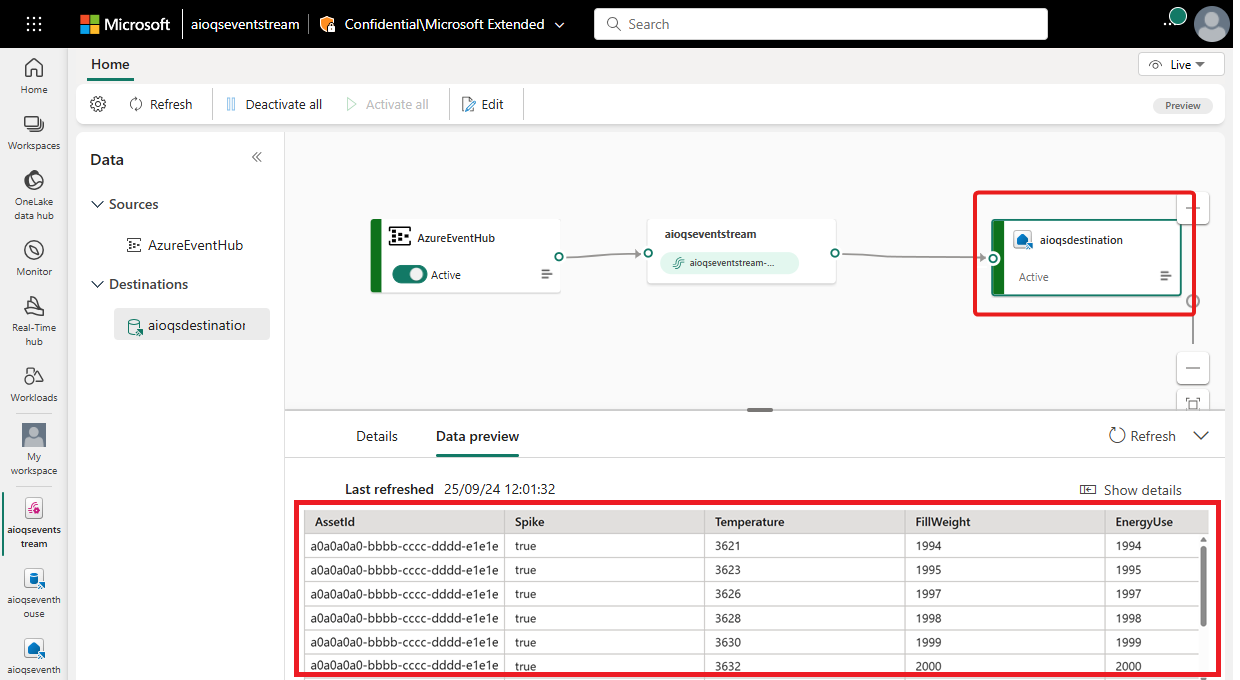 Microsoft aioqseventstream Confidential\Microsoft Extended Search
Home Live
Home
Refresh Deactivate all Activate all Edit Preview
Workspaces
OneLake
data hub
Monitor
Real-Time
hub
Workloads
My
workspace
aioqsevents
tream
aioqseventh
ouse
aioqseventh
Data
Sources
AzureEventHub
Destinations
aioqsdestination
AzureEventHub
Active
aioqseventstream
aioqseventstream-...
aioqsdestination
Active
Details Data preview Refresh
Last refreshed 25/09/24 12:01:32 Show details
AssetId Spike Temperature FillWeight EnergyUse
a0a0a0a0-bbbb-cccc-dddd-e1e1e true 3621 1994 1994
a0a0a0a0-bbbb-cccc-dddd-e1e1e true 3623 1995 1995
a0a0a0a0-bbbb-cccc-dddd-e1e1e true 3626 1997 1997
a0a0a0a0-bbbb-cccc-dddd-e1e1e true 3628 1998 1998
a0a0a0a0-bbbb-cccc-dddd-e1e1e true 3630 1999 1999
a0a0a0a0-bbbb-cccc-dddd-e1e1e true 3632 2000 2000